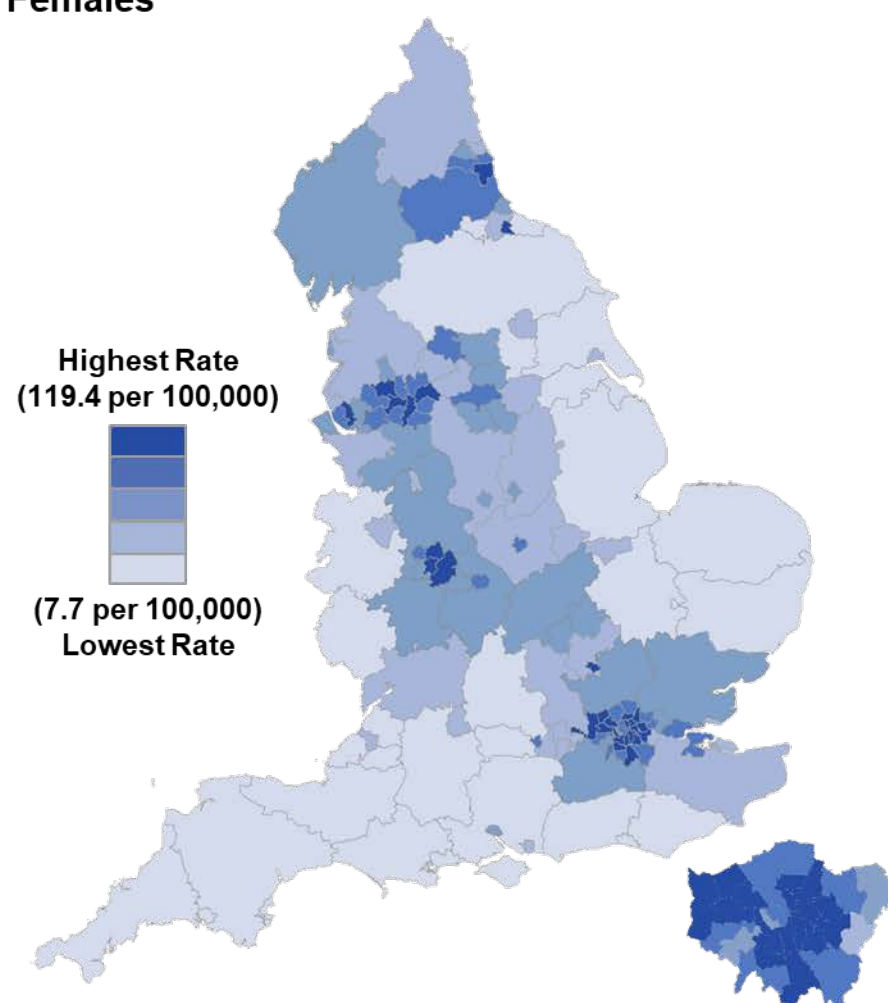 Females
Highest Rate
(119.4 per 100,000)
(7.7 per 100,000)
Lowest Rate